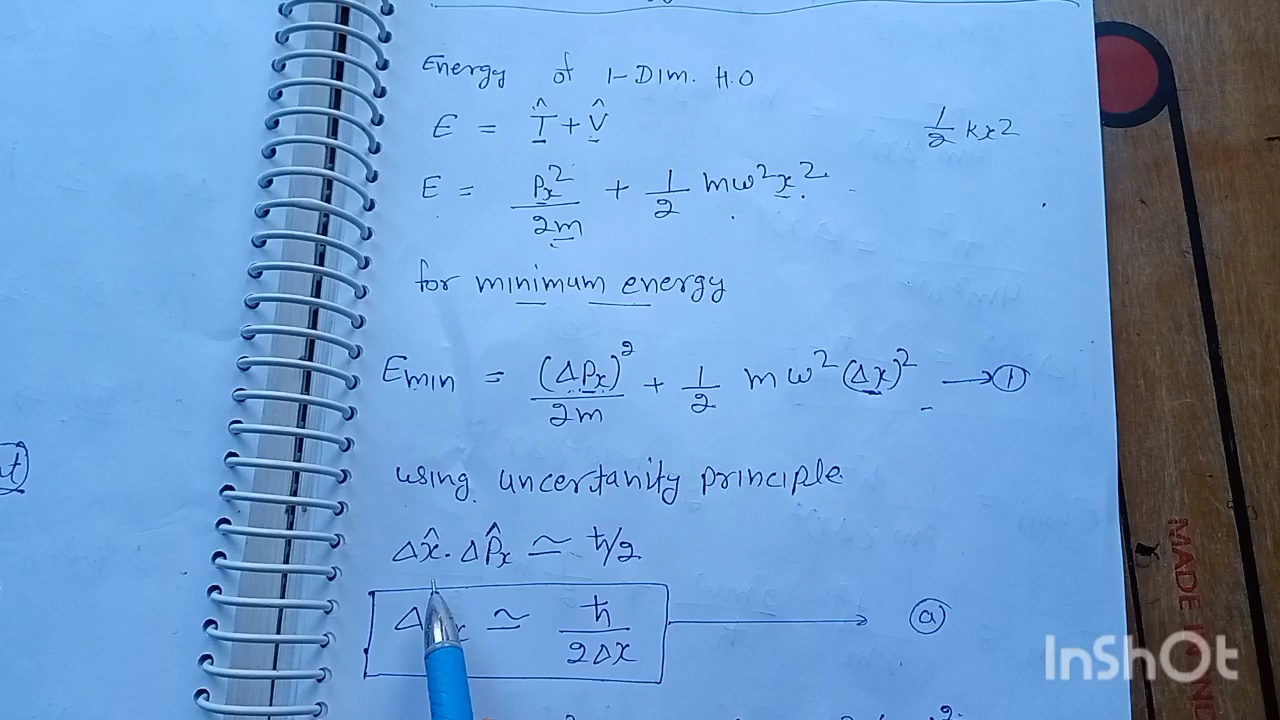 Energy of 1-Dim. H.O
E = T̂ + V̂
1/2 kx2
E = Px²/2m + 1/2 mω²x²
for minimum energy
Emin = (ΔPx)²/2m + 1/2 mω²(Δx)² → ①
using uncertanity principle
Δx̂ . ΔP̂x ≃ ħ/2
Δ ≃ ħ/2Δx → ⓐ
MADE IN
InShOt